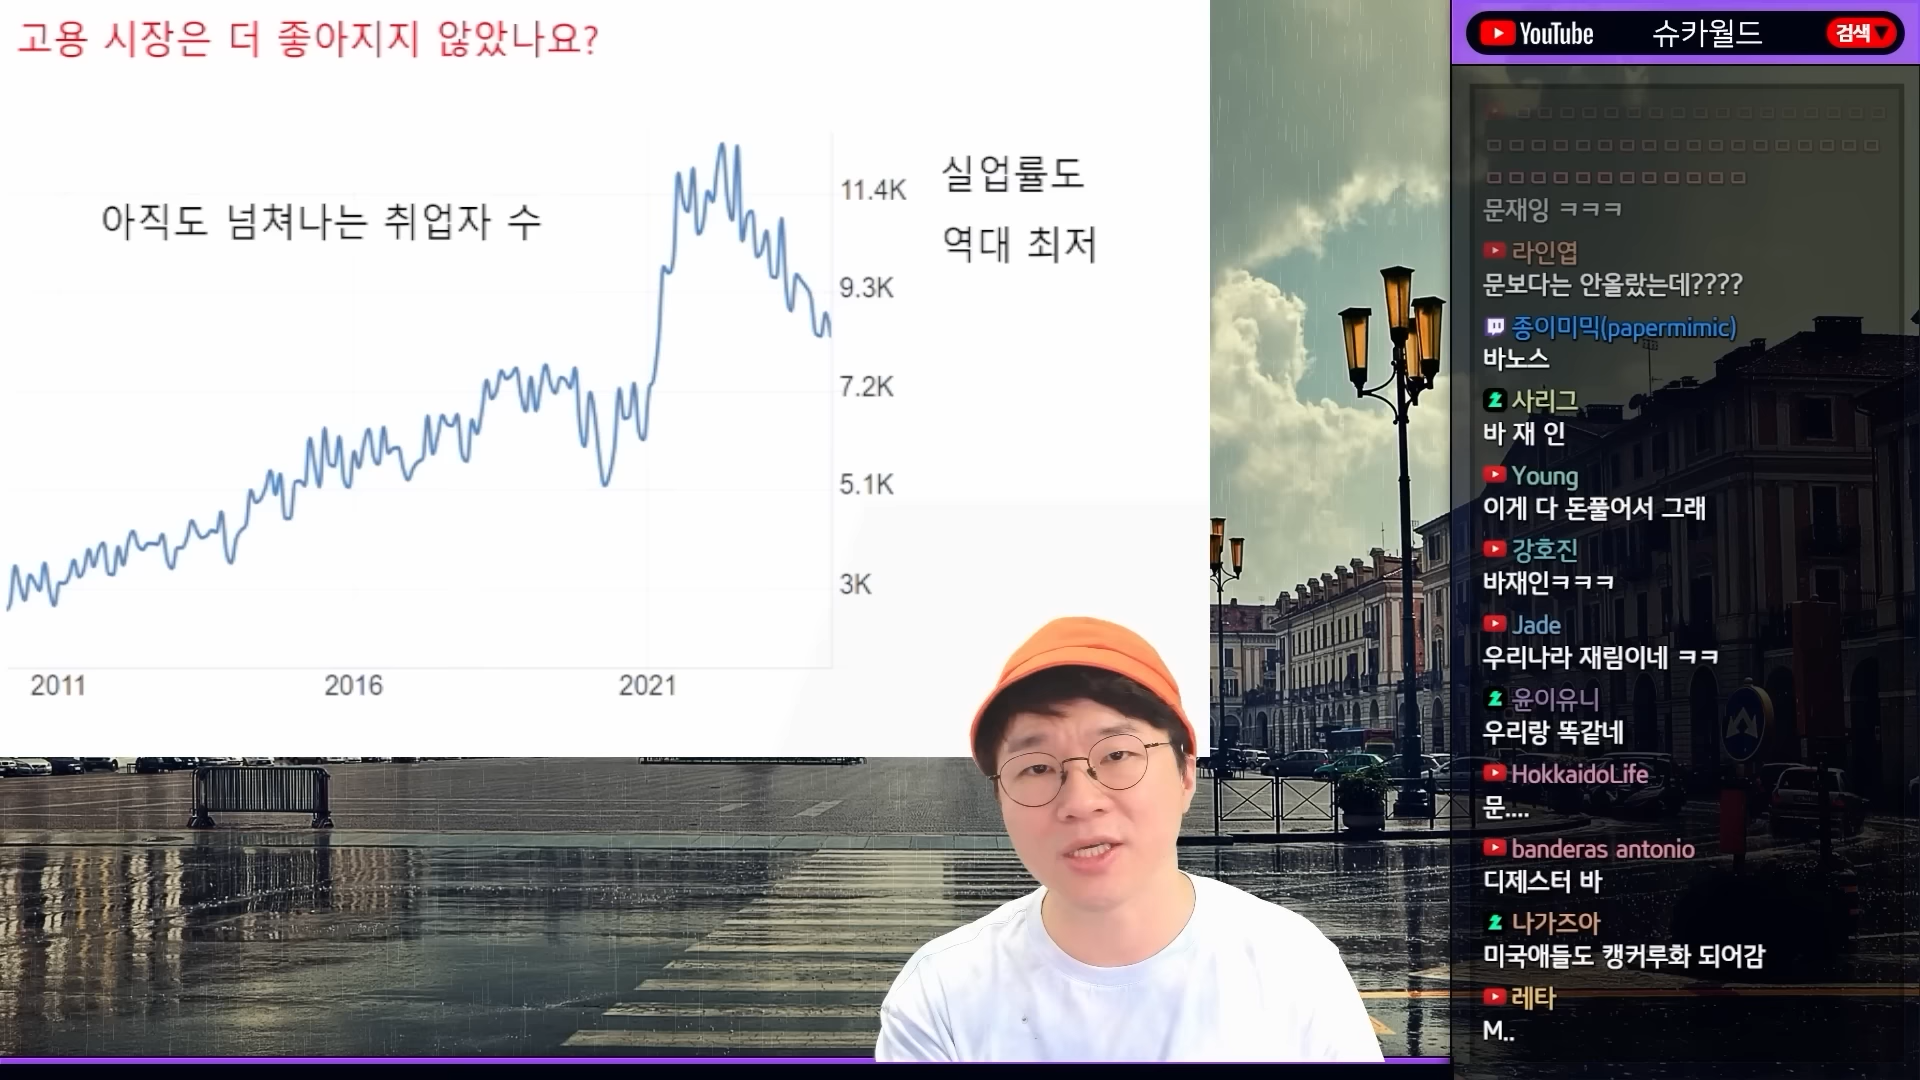 고용 시장은 더 좋아지지 않았나요?
아직도 넘쳐나는 취업자 수
실업률도
역대 최저
11.4K
9.3K
7.2K
5.1K
3K
2011
2016
2021
YouTube
슈카월드
검색▼
ㅁㅁㅁㅁㅁㅁㅁㅁㅁㅁㅁㅁㅁㅁㅁㅁㅁ
ㅁㅁㅁㅁㅁㅁㅁㅁㅁㅁㅁㅁㅁㅁㅁㅁㅁㅁ
ㅁㅁㅁㅁㅁㅁㅁㅁㅁㅁㅁㅁ
문재잉 ㅋㅋㅋ
라인엽
문보다는 안올랐는데????
종이미믹(papermimic)
바노스
사리그
바 재 인
Young
이게 다 돈풀어서 그래
강호진
바재인ㅋㅋㅋ
Jade
우리나라 재림이네 ㅋㅋ
윤이유니
우리랑 똑같네
HokkaidoLife
문....
banderas antonio
디제스터 바
나가즈아
미국애들도 캥커루화 되어감
레타
M..